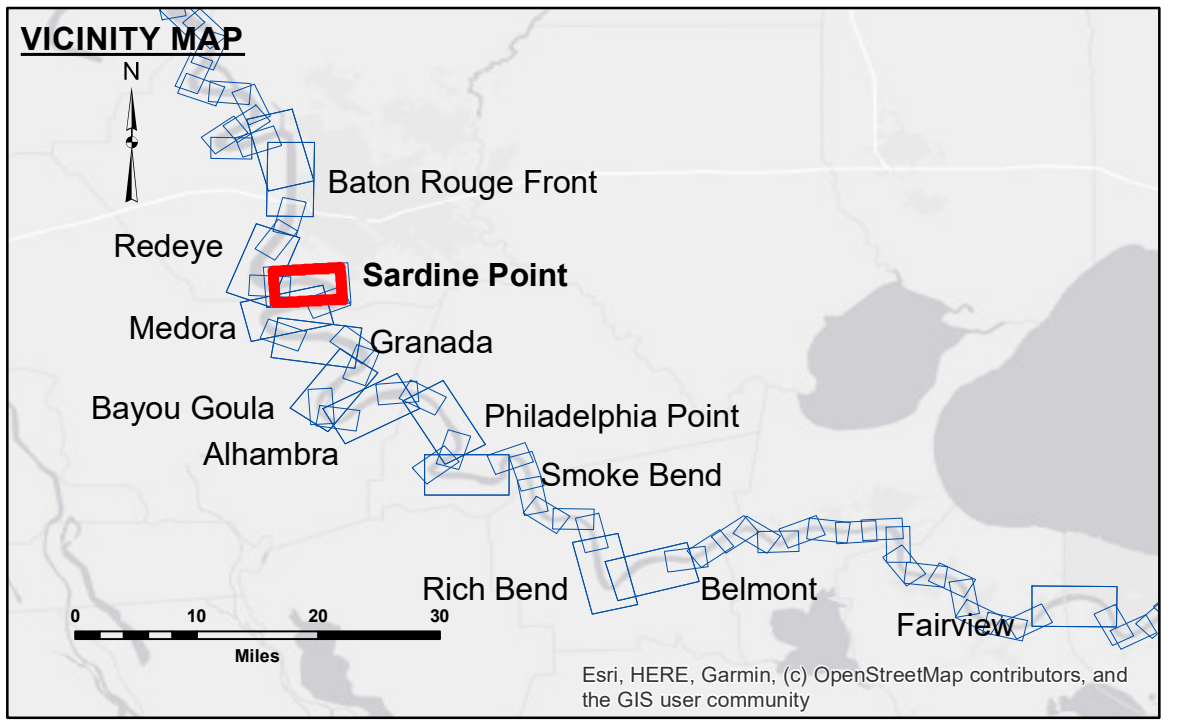 VICINITY MAP
N
Baton Rouge Front
Redeye
Sardine Point
Medora
Granada
Bayou Goula
Philadelphia Point
Alhambra
Smoke Bend
Rich Bend
Belmont
0 10 20 30
Miles
Fairview
Esri, HERE, Garmin, (c) OpenStreetMap contributors, and
the GIS user community